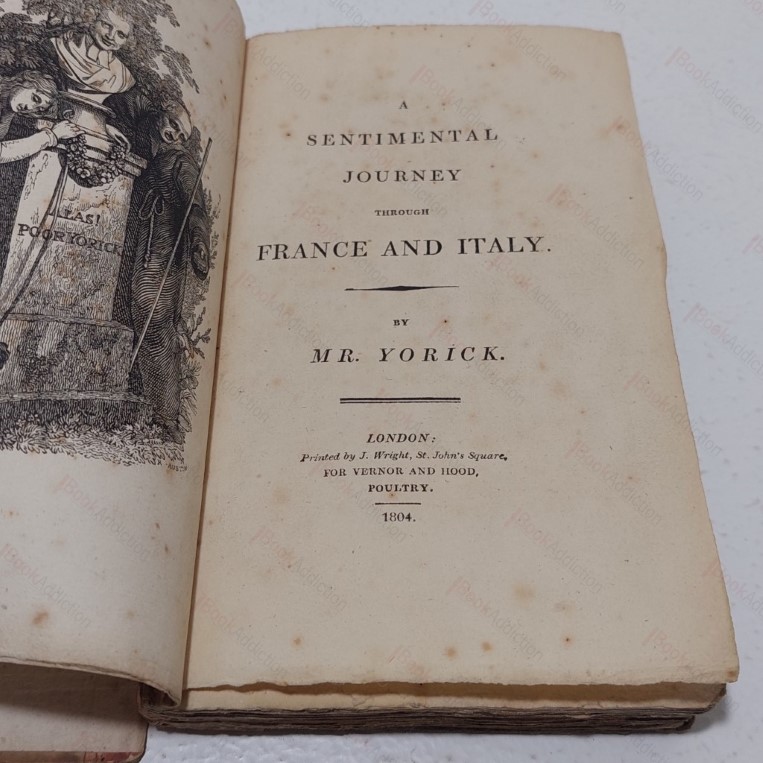 ALAS!
POOR YORICK.
A
SENTIMENTAL
JOURNEY
THROUGH
FRANCE AND ITALY.
BY
MR. YORICK.
LONDON:
Printed by J. Wright, St. John's Square,
FOR VERNOR AND HOOD,
POULTRY.
1804.
BookAddiction